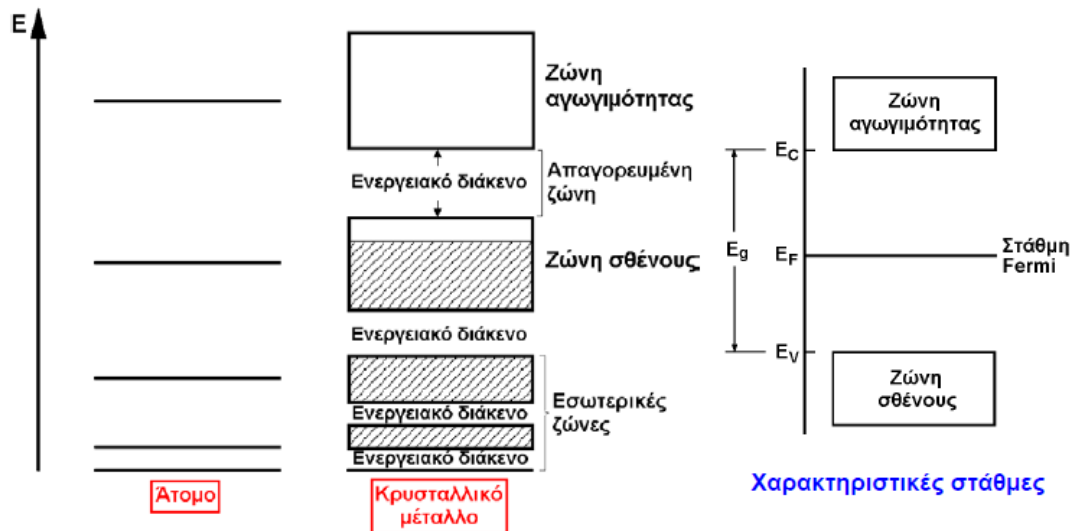 E
Ζώνη
αγωγιμότητας
Ενεργειακό διάκενο
Απαγορευμένη
ζώνη
Ζώνη σθένους
Ενεργειακό διάκενο
Ενεργειακό διάκενο
Ενεργειακό διάκενο
Εσωτερικές
ζώνες
Άτομο
Κρυσταλλικό
μέταλλο
Ζώνη
αγωγιμότητας
E_C
E_g
E_F
Στάθμη
Fermi
E_V
Ζώνη
σθένους
Χαρακτηριστικές στάθμες